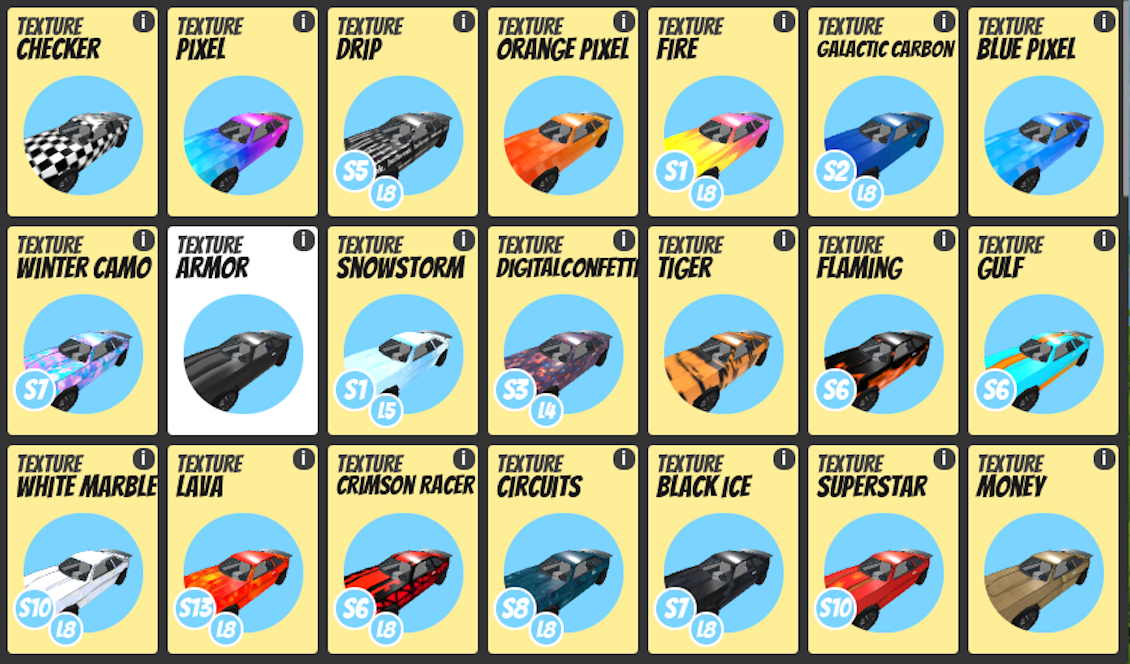 TEXTURE
CHECKER
i
TEXTURE
PIXEL
i
TEXTURE
DRIP
i
S5
L8
TEXTURE
ORANGE PIXEL
i
TEXTURE
FIRE
i
S1
L8
TEXTURE
GALACTIC CARBON
i
S2
L8
TEXTURE
BLUE PIXEL
i
TEXTURE
WINTER CAMO
i
S7
TEXTURE
ARMOR
i
TEXTURE
SNOWSTORM
i
S1
L5
TEXTURE
DIGITALCONFETTI
i
S3
L4
TEXTURE
TIGER
i
TEXTURE
FLAMING
i
S6
TEXTURE
GULF
i
S6
TEXTURE
WHITE MARBLE
i
S10
L8
TEXTURE
LAVA
i
S13
L8
TEXTURE
CRIMSON RACER
i
S6
L8
TEXTURE
CIRCUITS
i
S8
L8
TEXTURE
BLACK ICE
i
S7
L8
TEXTURE
SUPERSTAR
i
S10
TEXTURE
MONEY
i